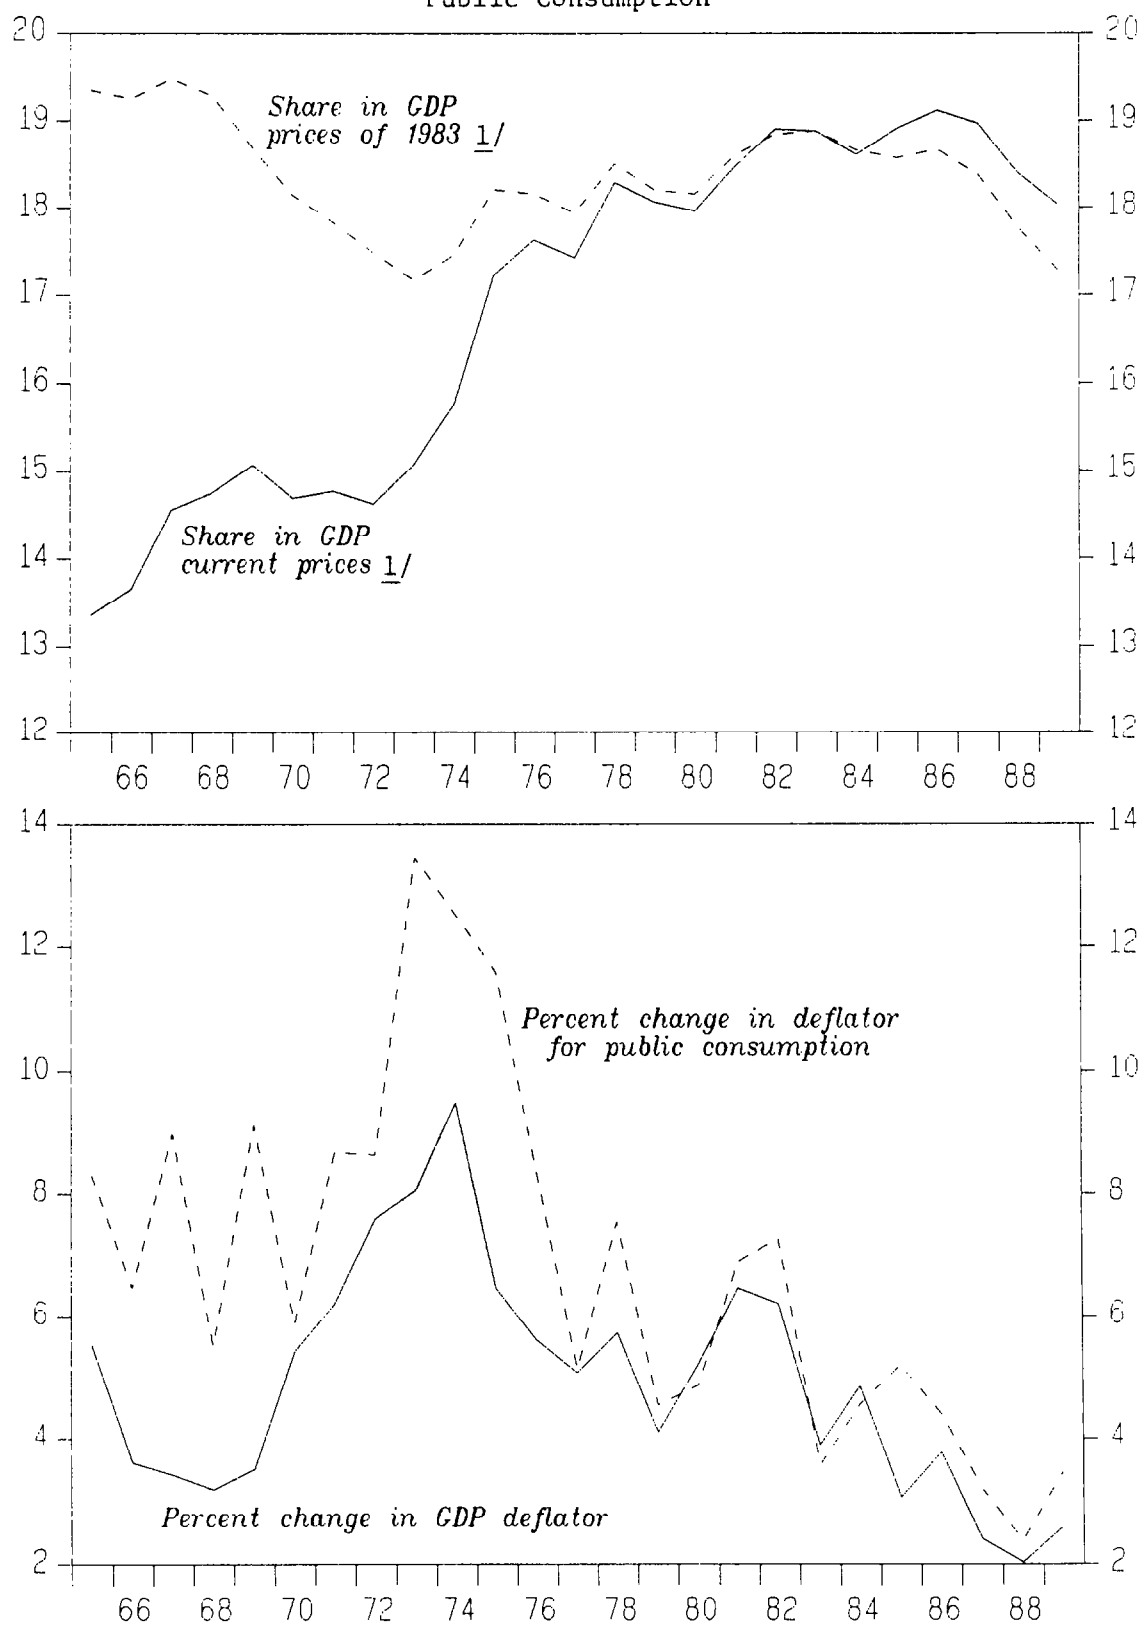 Public Consumption
20 20
Share in GDP
prices of 1983 1/
19 19
18 18
17 17
16 16
15 15
Share in GDP
current prices 1/
14 14
13 13
12 12
66 68 70 72 74 76 78 80 82 84 86 88
14 14
12 12
Percent change in deflator
for public consumption
10 10
8 8
6 6
4 4
Percent change in GDP deflator
2 2
66 68 70 72 74 76 78 80 82 84 86 88